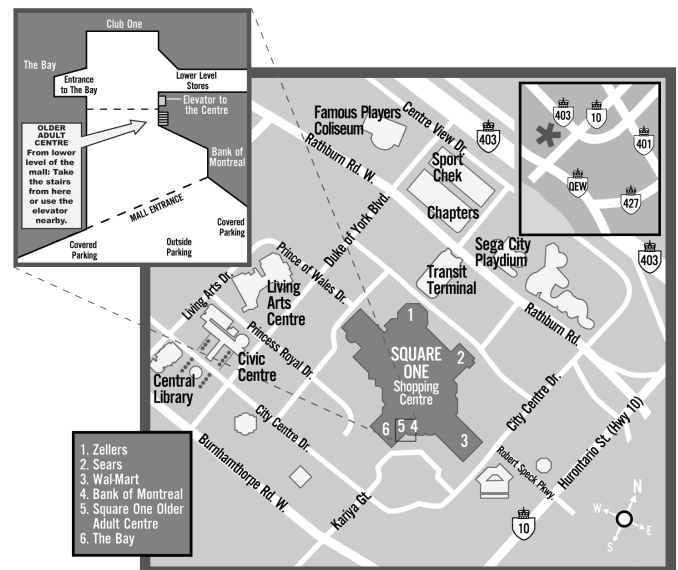 Club One
The Bay
Entrance
to The Bay
Lower Level
Stores
Elevator to
the Centre
OLDER
ADULT
CENTRE
From lower
level of the
mall: Take
the stairs
from here
or use the
elevator
nearby.
Bank of
Montreal
MALL ENTRANCE
Covered
Parking
Outside
Parking
Covered
Parking
Famous Players
Coliseum
Centre View Dr.
403
403
10
401
QEW
427
Rathburn Rd. W.
Sport
Chek
Chapters
Duke of York Blvd.
Sega City
Playdium
403
Transit
Terminal
Prince of Wales Dr.
Living Arts Dr.
Living
Arts
Centre
Rathburn Rd.
1
SQUARE
ONE
Shopping
Centre
2
Princess Royal Dr.
Civic
Centre
Central
Library
City Centre Dr.
City Centre Dr.
Hurontario St. (Hwy 10)
6
5
4
3
Burnhamthorpe Rd. W.
Kariya Gt.
Robert Speck Pkwy.
10
N
W
E
S
1. Zellers
2. Sears
3. Wal-Mart
4. Bank of Montreal
5. Square One Older
Adult Centre
6. The Bay